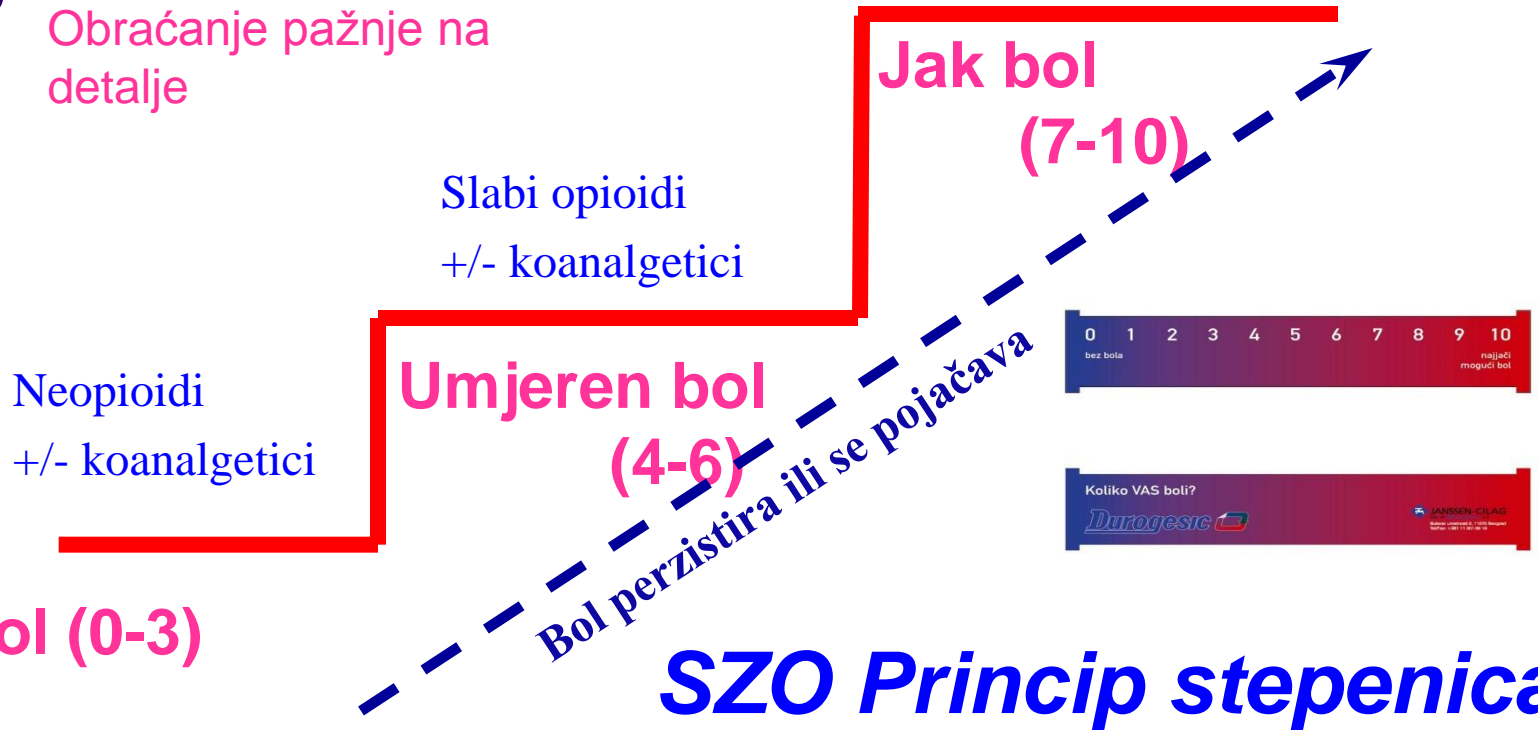 Obraćanje pažnje na
detalje
Jak bol
(7-10)
Slabi opioidi
+/- koanalgetici
Neopioidi
+/- koanalgetici
Umjeren bol
(4-6)
Bol perzistira ili se pojačava
0 1 2 3 4 5 6 7 8 9 10
bez bola
najjači
mogući bol
Koliko VAS boli?
Durogesic
JANSSEN-CILAG
ol (0-3)
SZO Princip stepenica